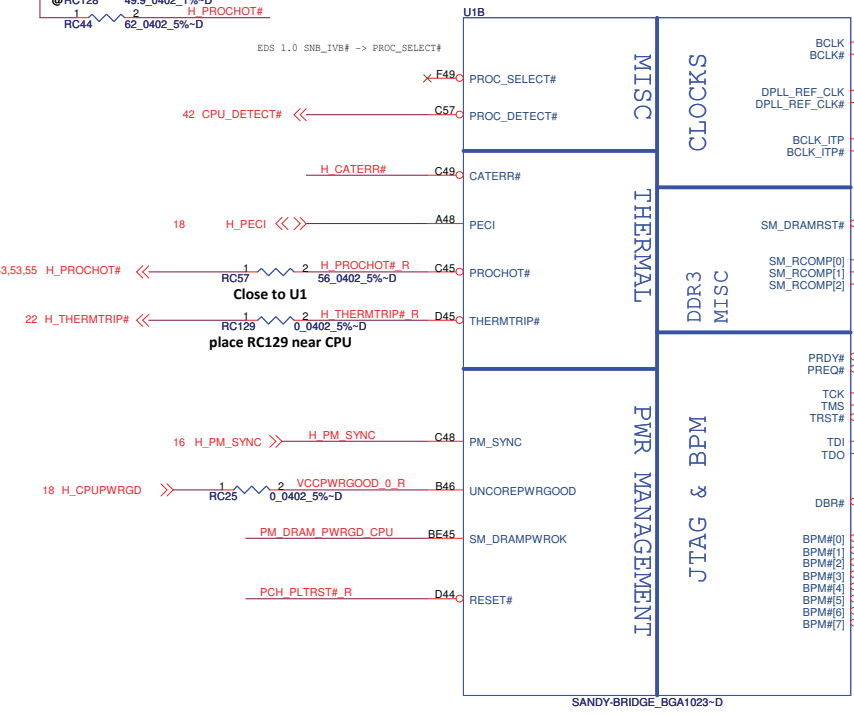 @RC128 49.9_0402_1%~D
1 2 H_PROCHOT#
RC44 62_0402_5%~D
U1B
EDS 1.0 SNB_IVB# -> PROC_SELECT#
F49 PROC_SELECT#
42 CPU_DETECT# C57 PROC_DETECT#
H_CATERR# C49 CATERR#
18 H_PECI A48 PECI
3,53,55 H_PROCHOT# 1 2 H_PROCHOT#_R C45 PROCHOT#
RC57 56_0402_5%~D
Close to U1
22 H_THERMTRIP# 1 2 H_THERMTRIP#_R D45 THERMTRIP#
RC129 0_0402_5%~D
place RC129 near CPU
16 H_PM_SYNC H_PM_SYNC C48 PM_SYNC
18 H_CPUPWRGD 1 2 VCCPWRGOOD_0_R B46 UNCOREPWRGOOD
RC25 0_0402_5%~D
PM_DRAM_PWRGD_CPU BE45 SM_DRAMPWROK
PCH_PLTRST#_R D44 RESET#
MISC
THERMAL
PWR MANAGEMENT
CLOCKS
DDR3
MISC
JTAG & BPM
BCLK
BCLK#
DPLL_REF_CLK
DPLL_REF_CLK#
BCLK_ITP
BCLK_ITP#
SM_DRAMRST#
SM_RCOMP[0]
SM_RCOMP[1]
SM_RCOMP[2]
PRDY#
PREQ#
TCK
TMS
TRST#
TDI
TDO
DBR#
BPM#[0]
BPM#[1]
BPM#[2]
BPM#[3]
BPM#[4]
BPM#[5]
BPM#[6]
BPM#[7]
SANDY-BRIDGE_BGA1023~D